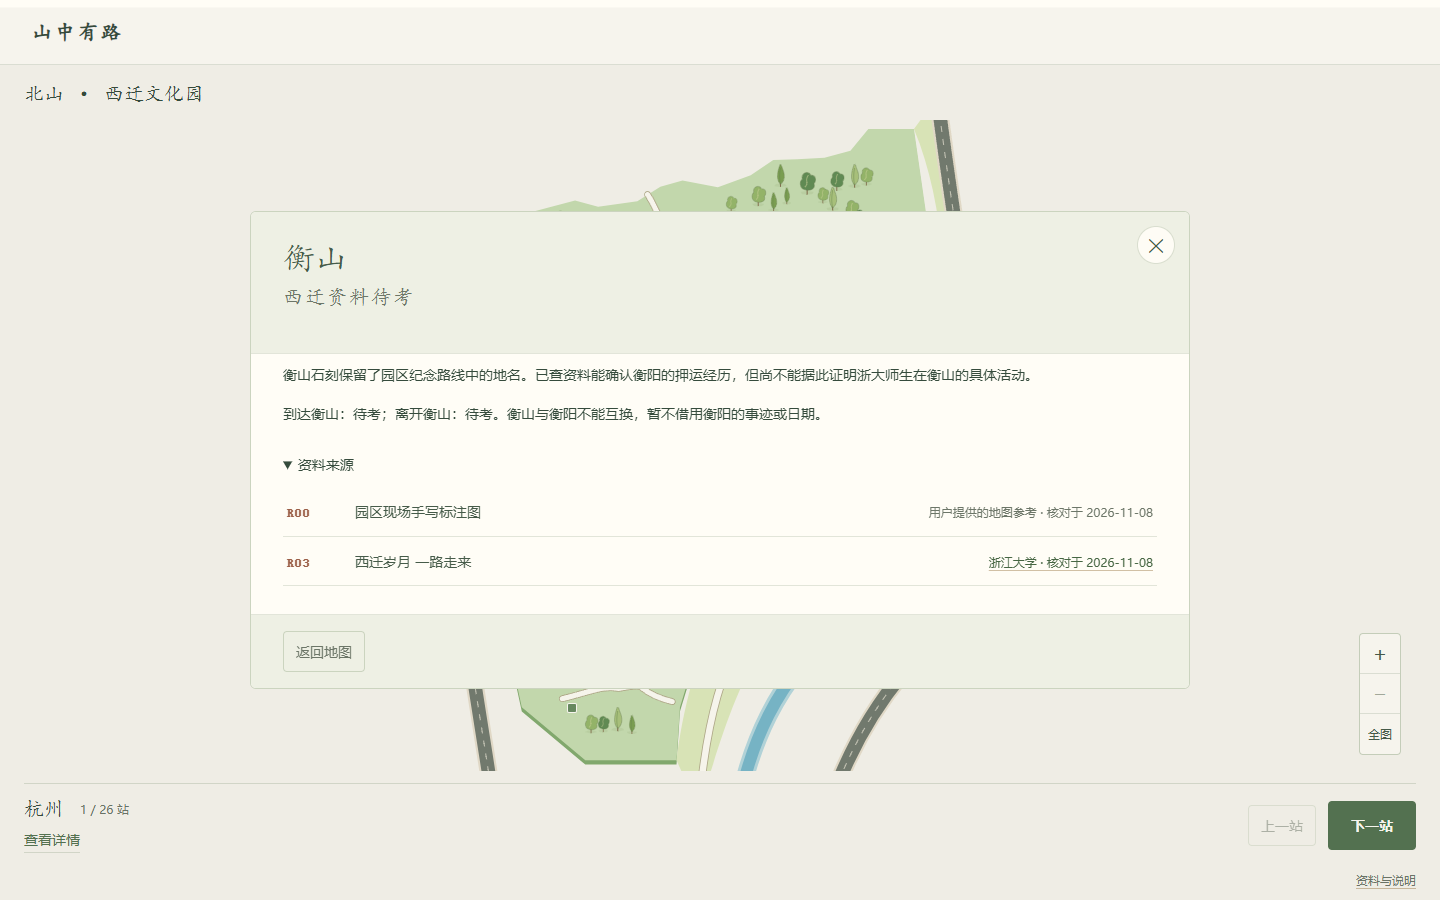 山中有路
北山 • 西迁文化园
衡山
西迁资料待考
衡山石刻保留了园区纪念路线中的地名。已查资料能确认衡阳的押运经历，但尚不能据此证明浙大师生在衡山的具体活动。
到达衡山：待考；离开衡山：待考。衡山与衡阳不能互换，暂不借用衡阳的事迹或日期。
▼ 资料来源
R00 园区现场手写标注图 用户提供的地图参考 · 核对于 2026-11-08
R03 西迁岁月 一路走来 浙江大学 · 核对于 2026-11-08
返回地图
+
−
全图
杭州 1 / 26 站
查看详情
上一站 下一站
资料与说明